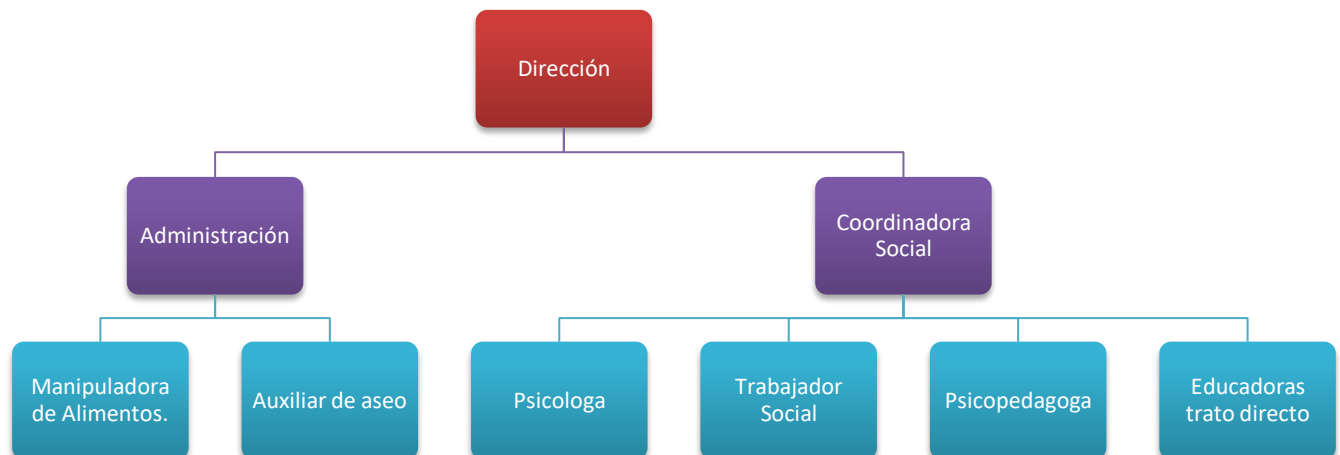 Dirección
Administración
Coordinadora
Social
Manipuladora
de Alimentos.
Auxiliar de aseo
Psicologa
Trabajador
Social
Psicopedagoga
Educadoras
trato directo